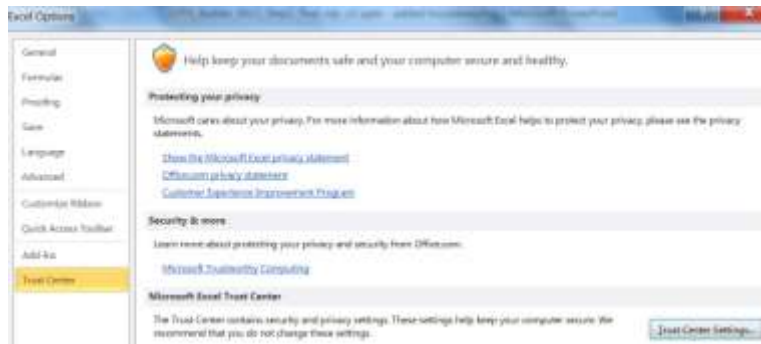 Excel Options
General
Formulas
Proofing
Save
Language
Advanced
Customize Ribbon
Quick Access Toolbar
Add-Ins
Trust Center
Help keep your documents safe and your computer secure and healthy.
Protecting your privacy
Microsoft cares about your privacy. For more information about how Microsoft Excel helps to protect your privacy, please see the privacy
statements.
Show the Microsoft Excel privacy statement
Office.com privacy statement
Customer Experience Improvement Program
Security & more
Learn more about protecting your privacy and security from Office.com.
Microsoft Trustworthy Computing
Microsoft Excel Trust Center
The Trust Center contains security and privacy settings. These settings help keep your computer secure. We
recommend that you do not change these settings.
Trust Center Settings...